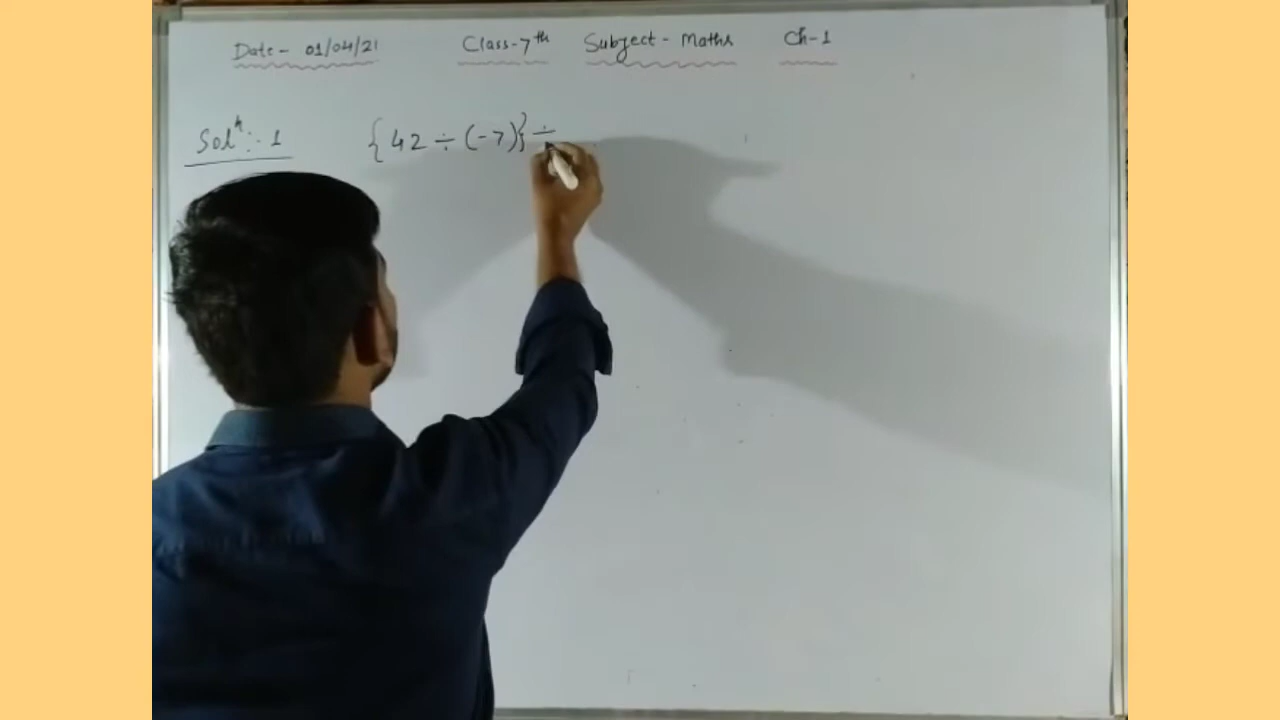 Date- 01/04/21 Class-7th Subject- Maths Ch-1
Solⁿ:- 1 {42÷(-7)}÷